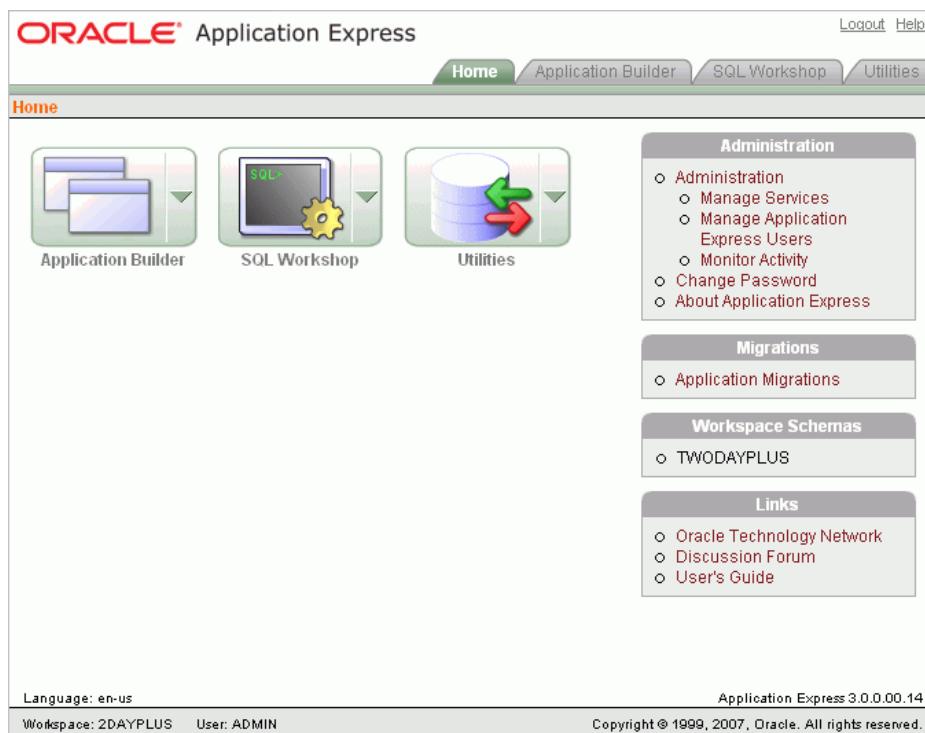 ORACLE® Application Express
Logout Help
Home Application Builder SQL Workshop Utilities
Home
SQL>
Application Builder
SQL Workshop
Utilities
Administration
Administration
Manage Services
Manage Application
Express Users
Monitor Activity
Change Password
About Application Express
Migrations
Application Migrations
Workspace Schemas
TWODAYPLUS
Links
Oracle Technology Network
Discussion Forum
User's Guide
Language: en-us
Application Express 3.0.0.00.14
Workspace: 2DAYPLUS User: ADMIN
Copyright © 1999, 2007, Oracle. All rights reserved.